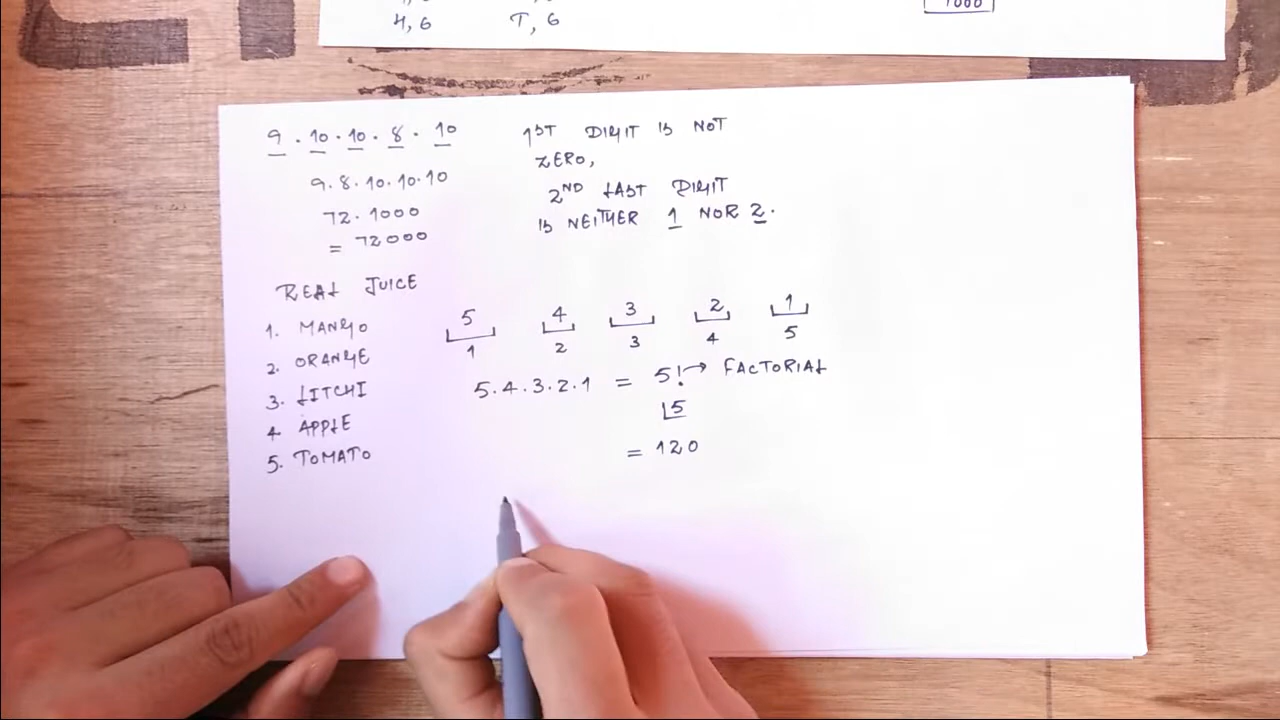 4, 6 T, 6
1000
9 . 10 . 10 . 8 . 10
9.8.10.10.10
72.1000
= 72000
1ST DIGIT IS NOT
ZERO,
2ND LAST DIGIT
IS NEITHER 1 NOR 2.
REAL JUICE
1. MANGO
2. ORANGE
3. LITCHI
4. APPLE
5. TOMATO
5 4 3 2 1
1 2 3 4 5
5.4.3.2.1 = 5! → FACTORIAL
⌊5
= 120